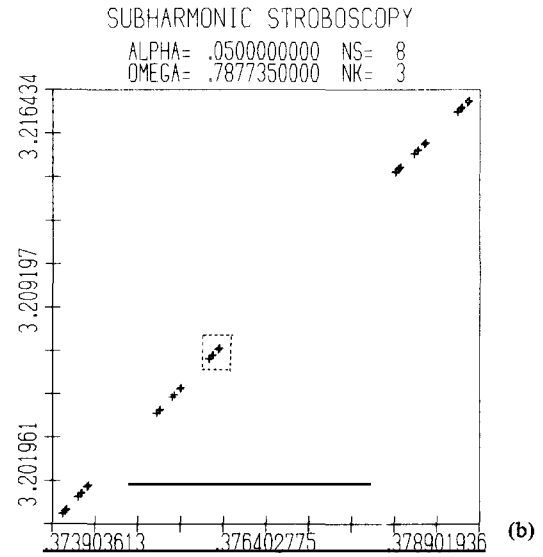 SUBHARMONIC STROBOSCOPY
ALPHA= .0500000000 NS= 8
OMEGA= .7877350000 NK= 3
3.216434
3.209197
3.201961
.373903613 .376402775 .378901936
(b)